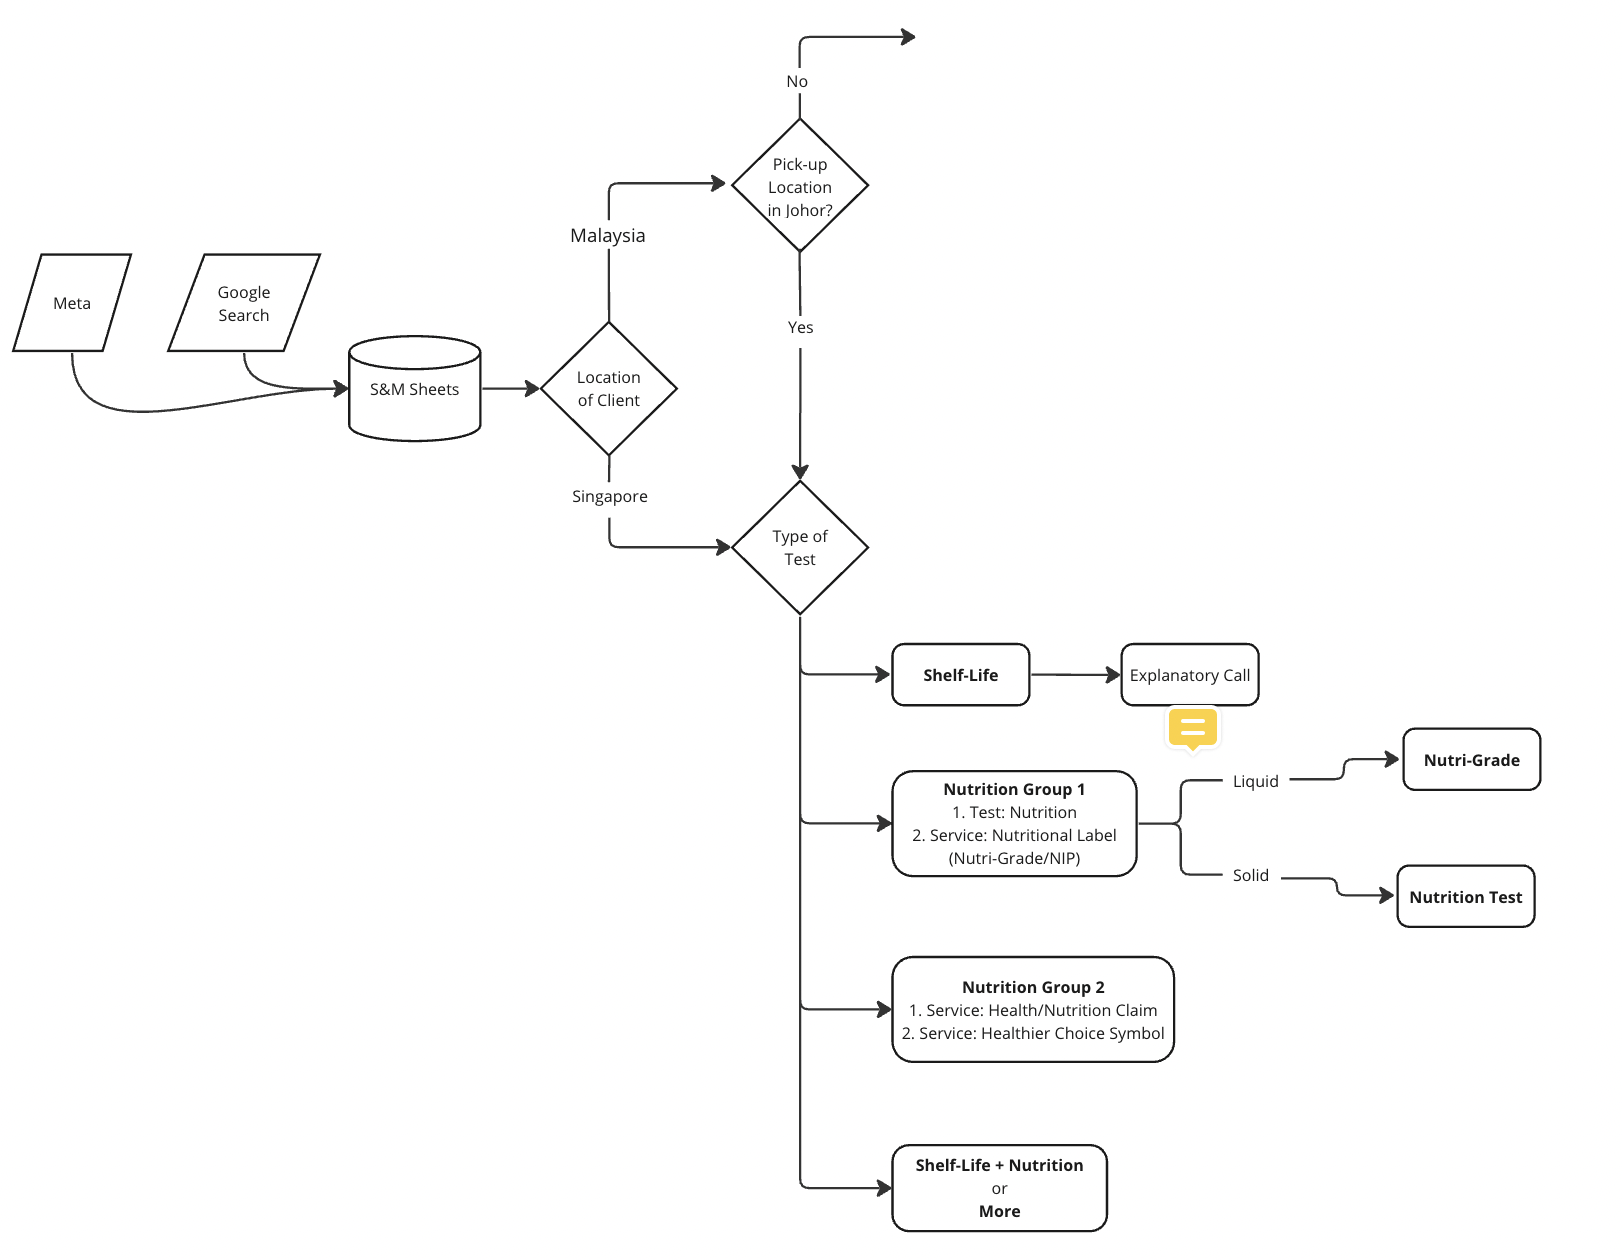 No
Pick-up
Location
in Johor?
Malaysia
Meta
Google
Search
S&M Sheets
Location
of Client
Yes
Singapore
Type of
Test
Shelf-Life
Explanatory Call
Nutrition Group 1
1. Test: Nutrition
2. Service: Nutritional Label
(Nutri-Grade/NIP)
Liquid
Nutri-Grade
Solid
Nutrition Test
Nutrition Group 2
1. Service: Health/Nutrition Claim
2. Service: Healthier Choice Symbol
Shelf-Life + Nutrition
or
More